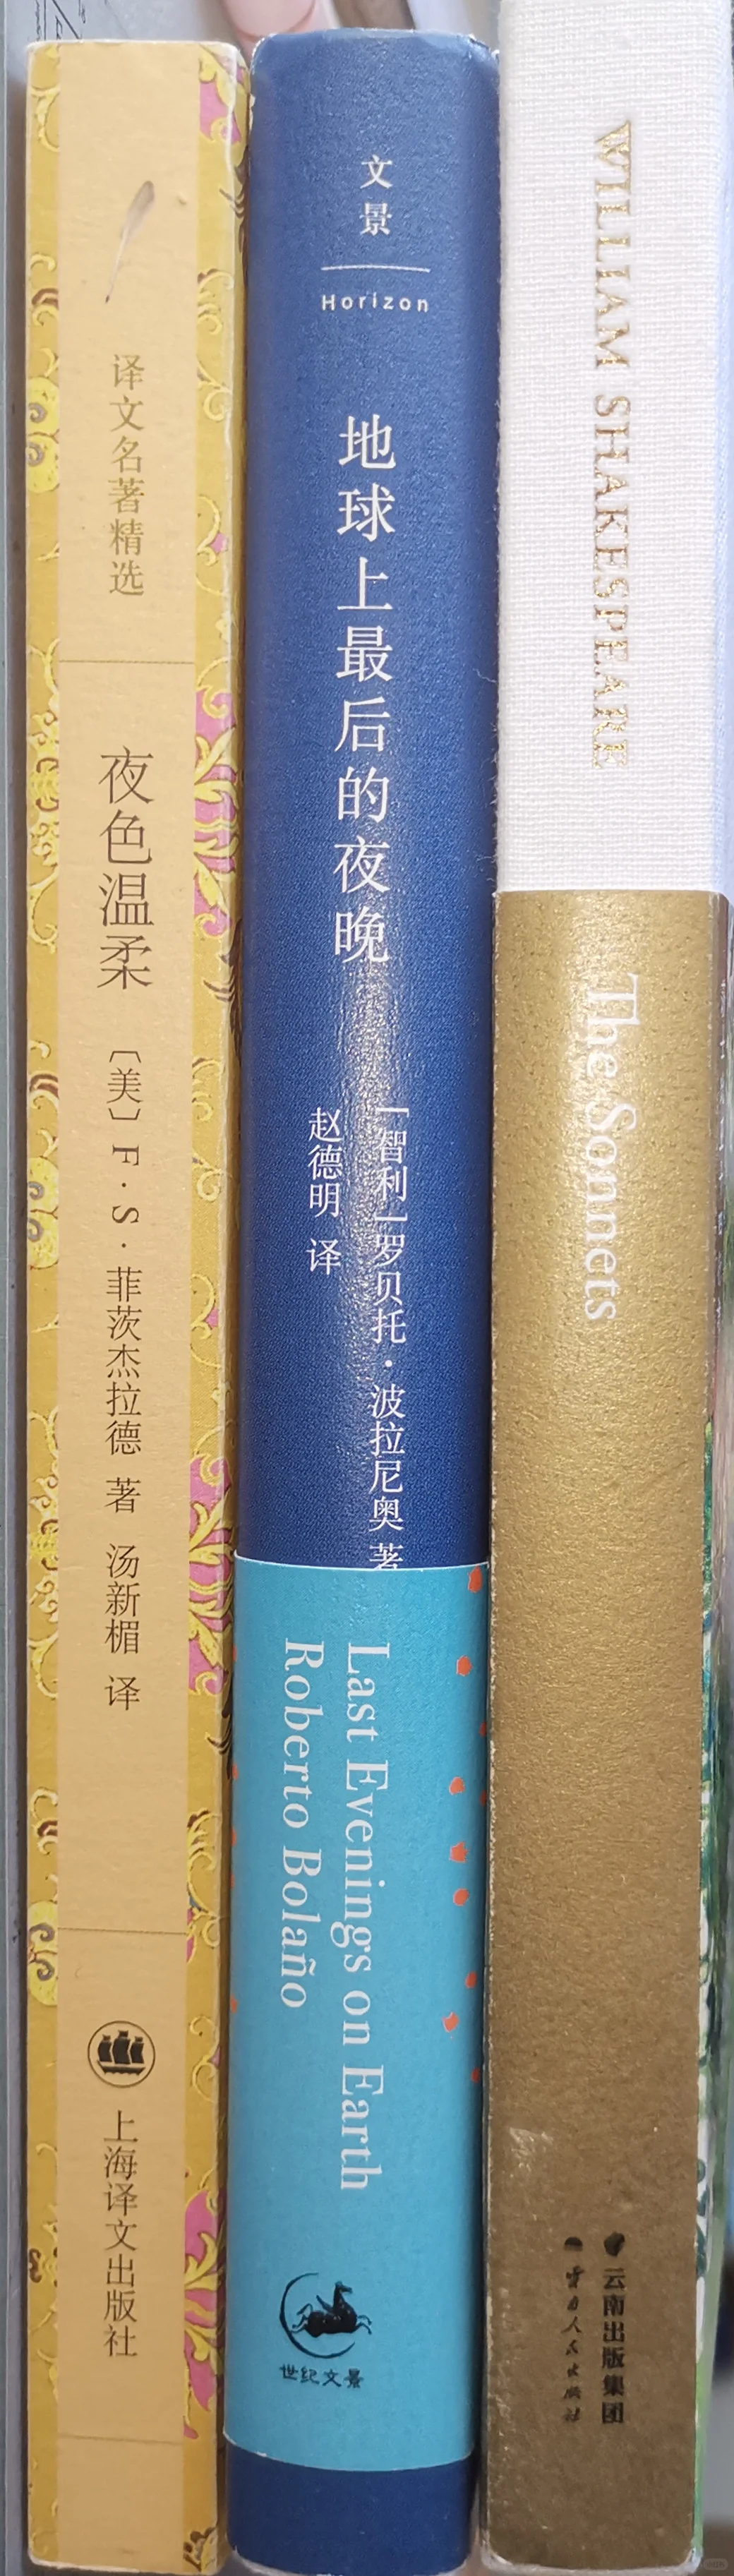 译文名著精选
夜色温柔
〔美〕F·S·菲茨杰拉德 著 汤新楣 译
上海译文出版社
文景
Horizon
地球上最后的夜晚
[智利]罗贝托·波拉尼奥 著
赵德明 译
Last Evenings on Earth
Roberto Bolaño
世纪文景
WILLIAM SHAKESPEARE
The Sonnets
云南出版集团
云南人民出版社